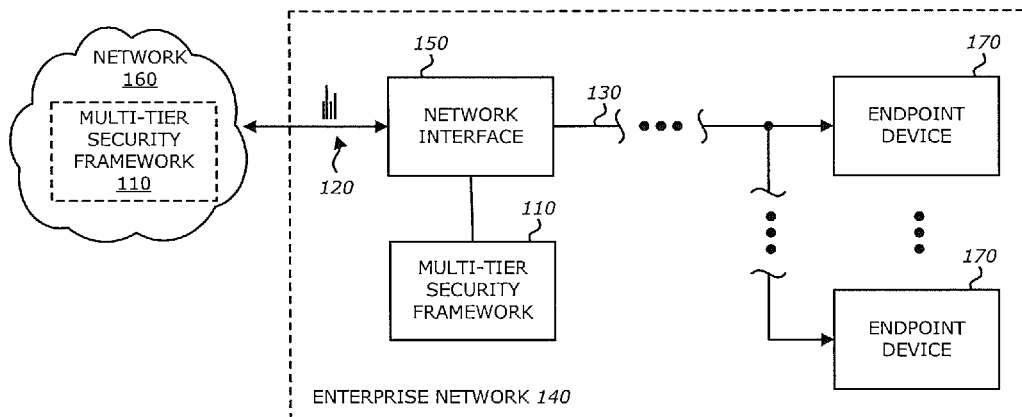 NETWORK
160
MULTI-TIER
SECURITY
FRAMEWORK
110
120
150
NETWORK
INTERFACE
130
110
MULTI-TIER
SECURITY
FRAMEWORK
170
ENDPOINT
DEVICE
170
ENDPOINT
DEVICE
ENTERPRISE NETWORK 140